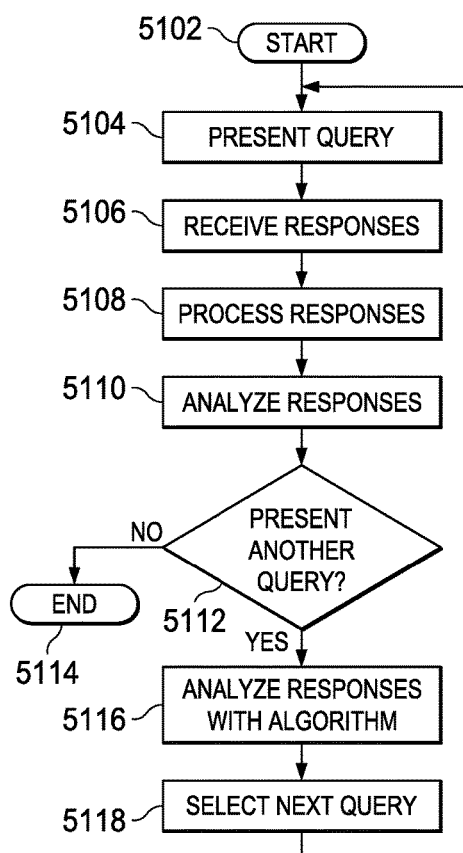 5102
START
5104
PRESENT QUERY
5106
RECEIVE RESPONSES
5108
PROCESS RESPONSES
5110
ANALYZE RESPONSES
PRESENT
ANOTHER
QUERY?
NO
5112
END
5114
YES
5116
ANALYZE RESPONSES
WITH ALGORITHM
5118
SELECT NEXT QUERY